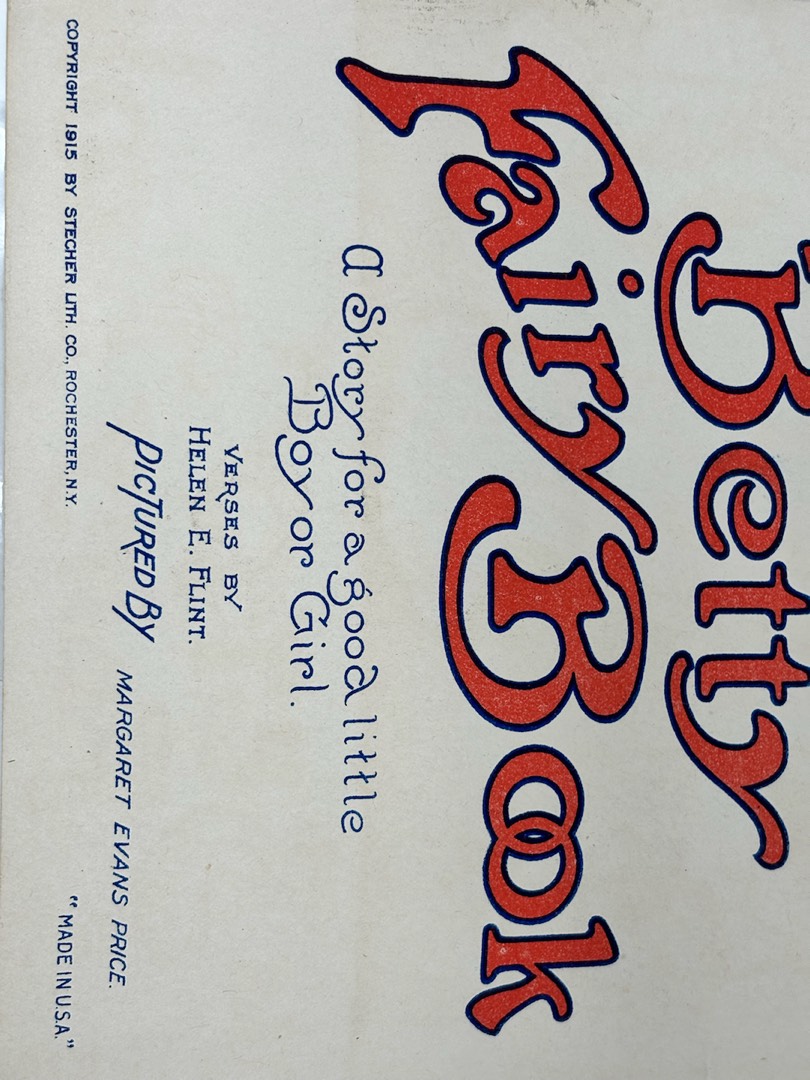 Betty
Fairy Book
a Story for a good little
Boy or Girl.
VERSES BY
HELEN E. FLINT.
PICTURED BY MARGARET EVANS PRICE.
COPYRIGHT 1915 BY STECHER LITH. CO., ROCHESTER, N.Y.
"MADE IN U.S.A."